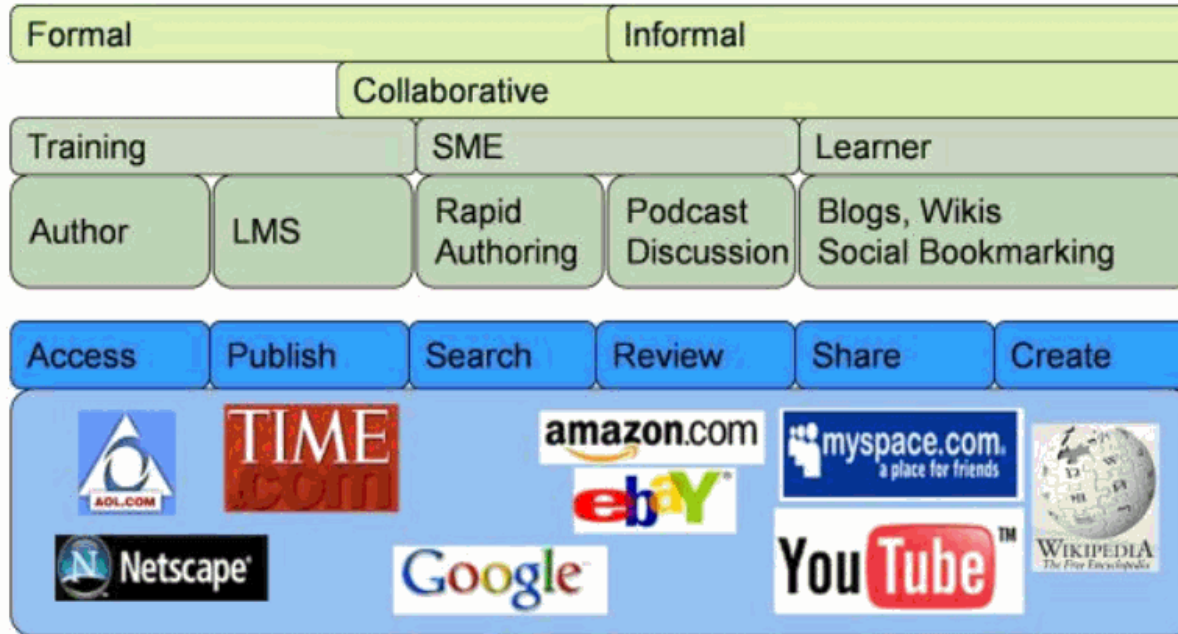 Formal Informal
Collaborative
Training SME Learner
Author LMS Rapid Authoring Podcast Discussion Blogs, Wikis Social Bookmarking
Access Publish Search Review Share Create
AOL.COM
TIME
.com
amazon.com
ebaY
myspace.com.
a place for friends
Netscape
Google
YouTube™
WIKIPEDIA
The Free Encyclopedia